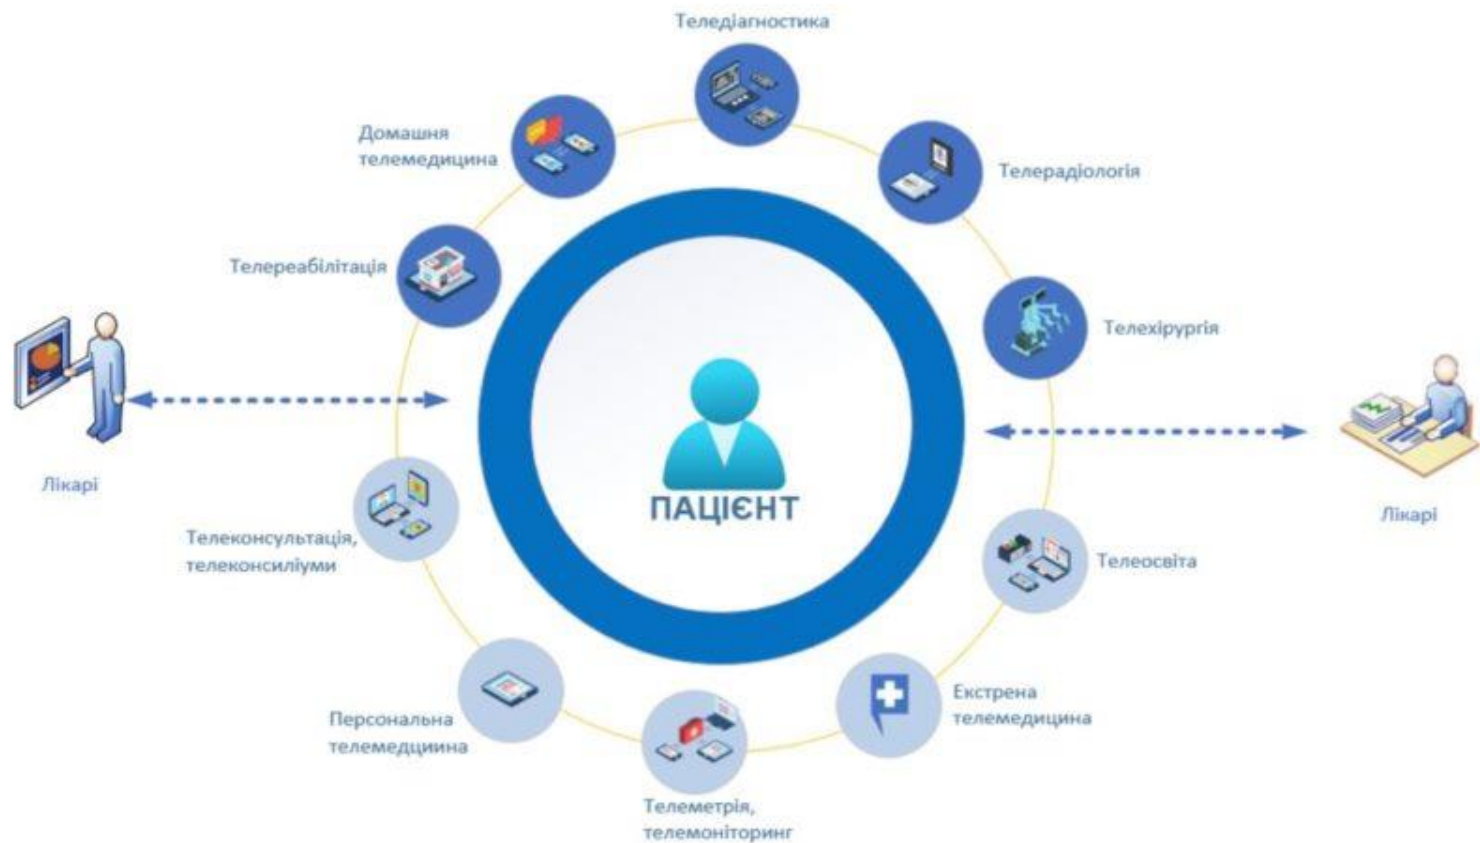 Теледіагностика
Домашня
телемедицина
Телерадіологія
Телереабілітація
Телехірургія
ПАЦІЄНТ
Лікарі
Лікарі
Телеконсультація,
телеконсиліуми
Телеосвіта
Персональна
телемедциина
Екстрена
телемедицина
Телеметрія,
телемоніторинг